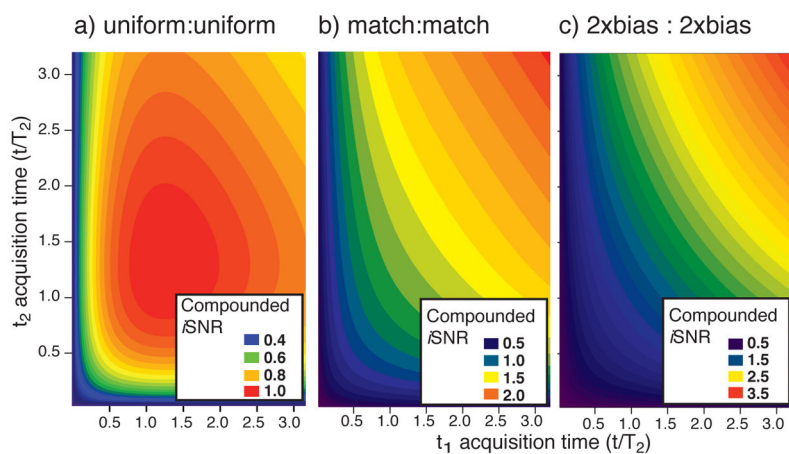 a) uniform:uniform
b) match:match
c) 2xbias : 2xbias
t₂ acquisition time (t/T₂)
3.0
2.5
2.0
1.5
1.0
0.5
Compounded
iSNR
0.4
0.6
0.8
1.0
Compounded
iSNR
0.5
1.0
1.5
2.0
Compounded
iSNR
0.5
1.5
2.5
3.5
0.5 1.0 1.5 2.0 2.5 3.0
0.5 1.0 1.5 2.0 2.5 3.0
0.5 1.0 1.5 2.0 2.5 3.0
t₁ acquisition time (t/T₂)